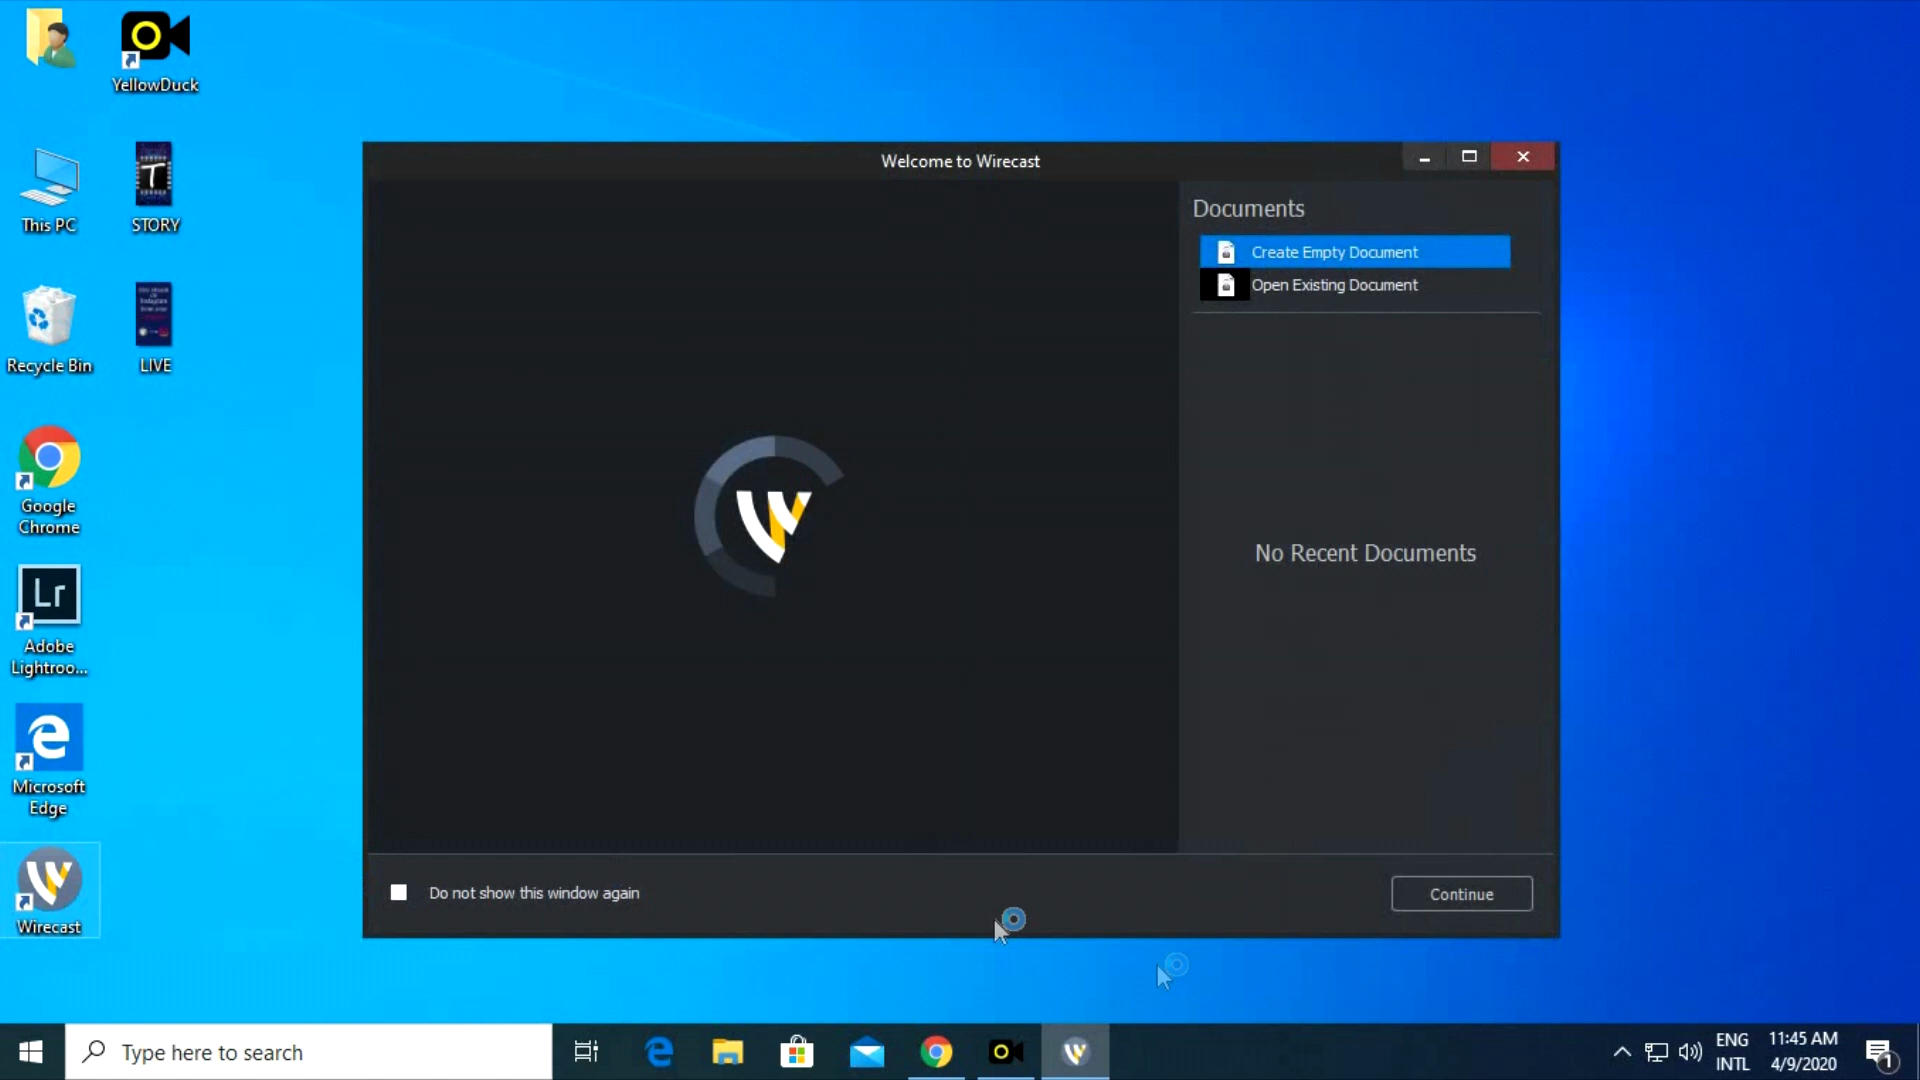 YellowDuck
This PC
T
STORY
Recycle Bin
LIVE
Google
Chrome
Lr
Adobe
Lightroo...
Microsoft
Edge
Wirecast
Welcome to Wirecast
Documents
Create Empty Document
Open Existing Document
No Recent Documents
Do not show this window again
Continue
Type here to search
ENG
INTL
11:45 AM
4/9/2020
1